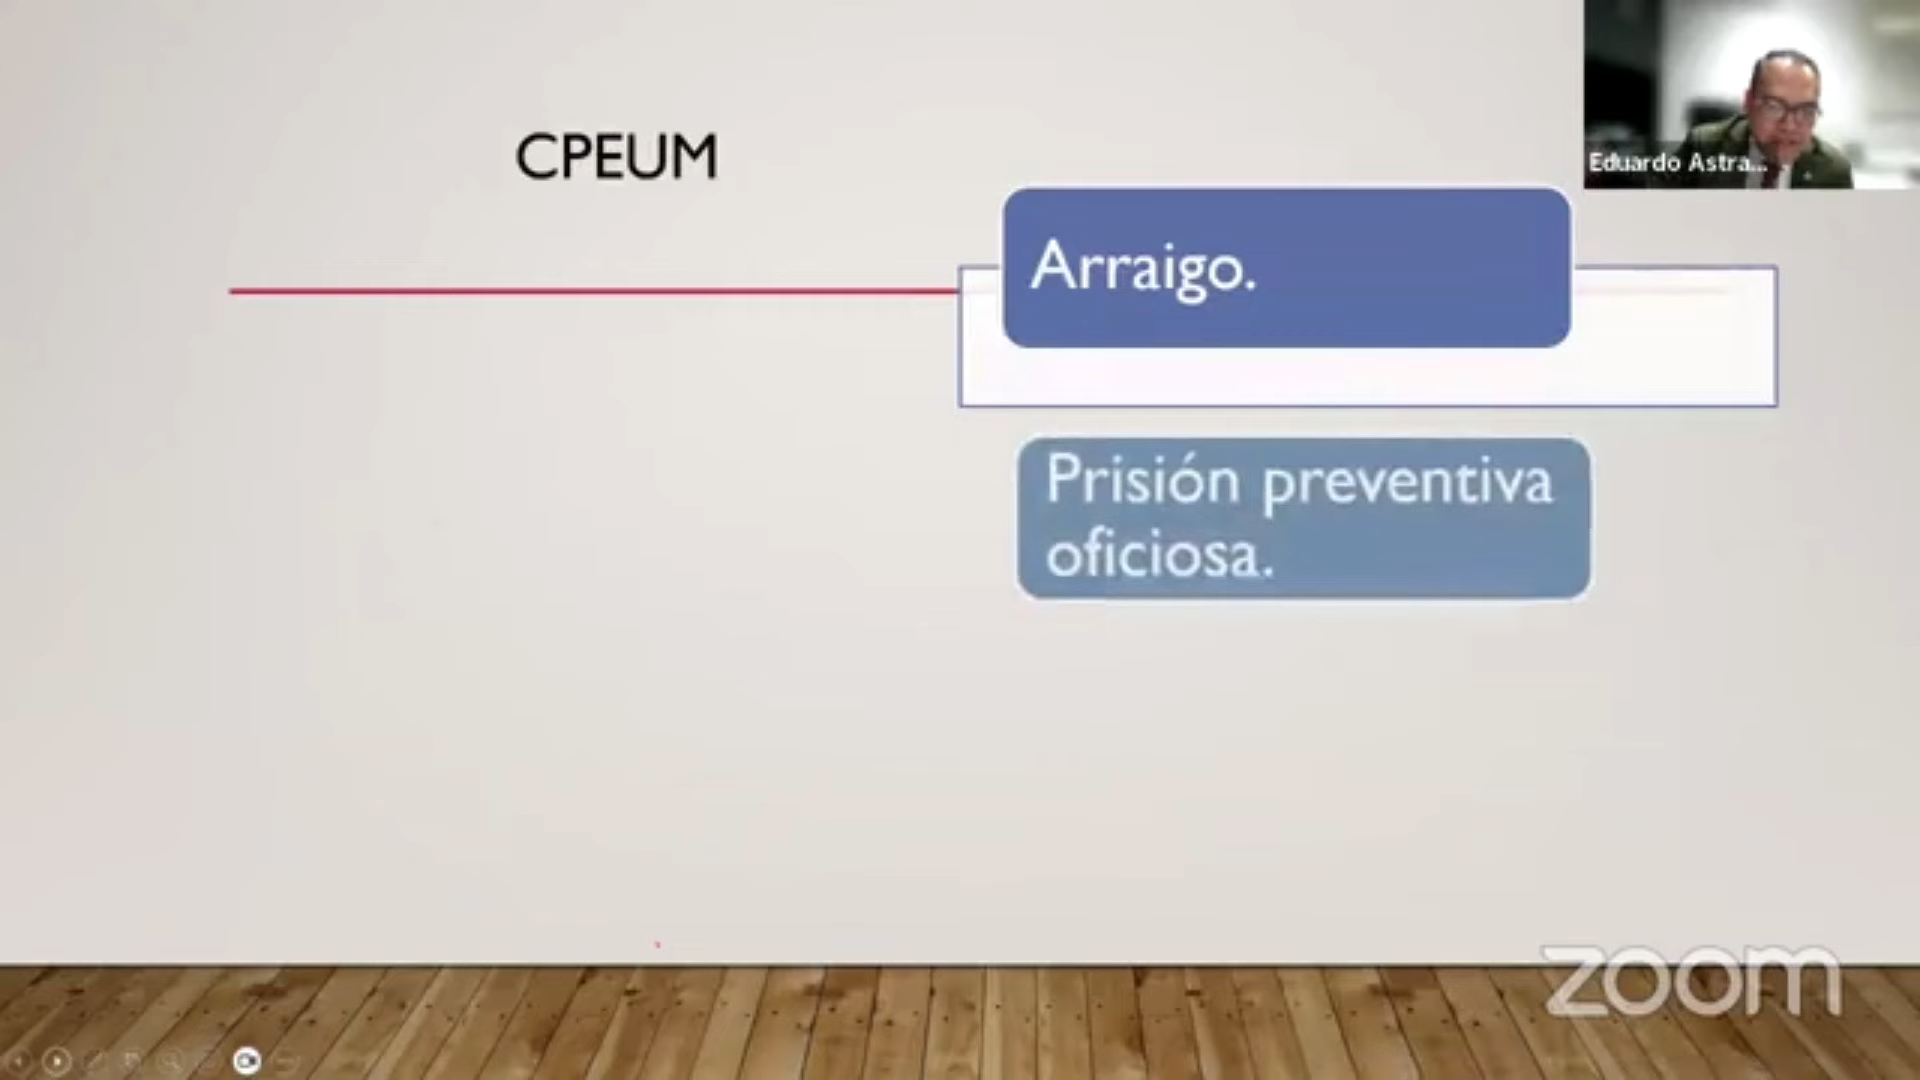 CPEUM
Arraigo.
Prisión preventiva
oficiosa.
Eduardo Astra...
zoom